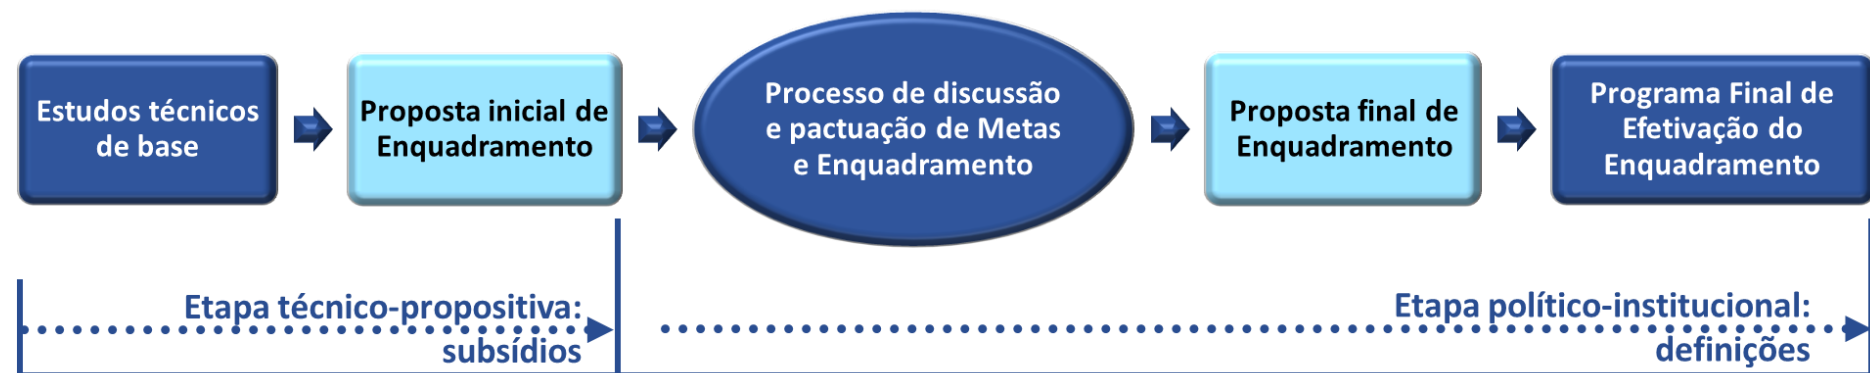 Estudos técnicos
de base
Proposta inicial de
Enquadramento
Processo de discussão
e pactuação de Metas
e Enquadramento
Proposta final de
Enquadramento
Programa Final de
Efetivação do
Enquadramento
Etapa técnico-propositiva:
subsídios
Etapa político-institucional:
definições